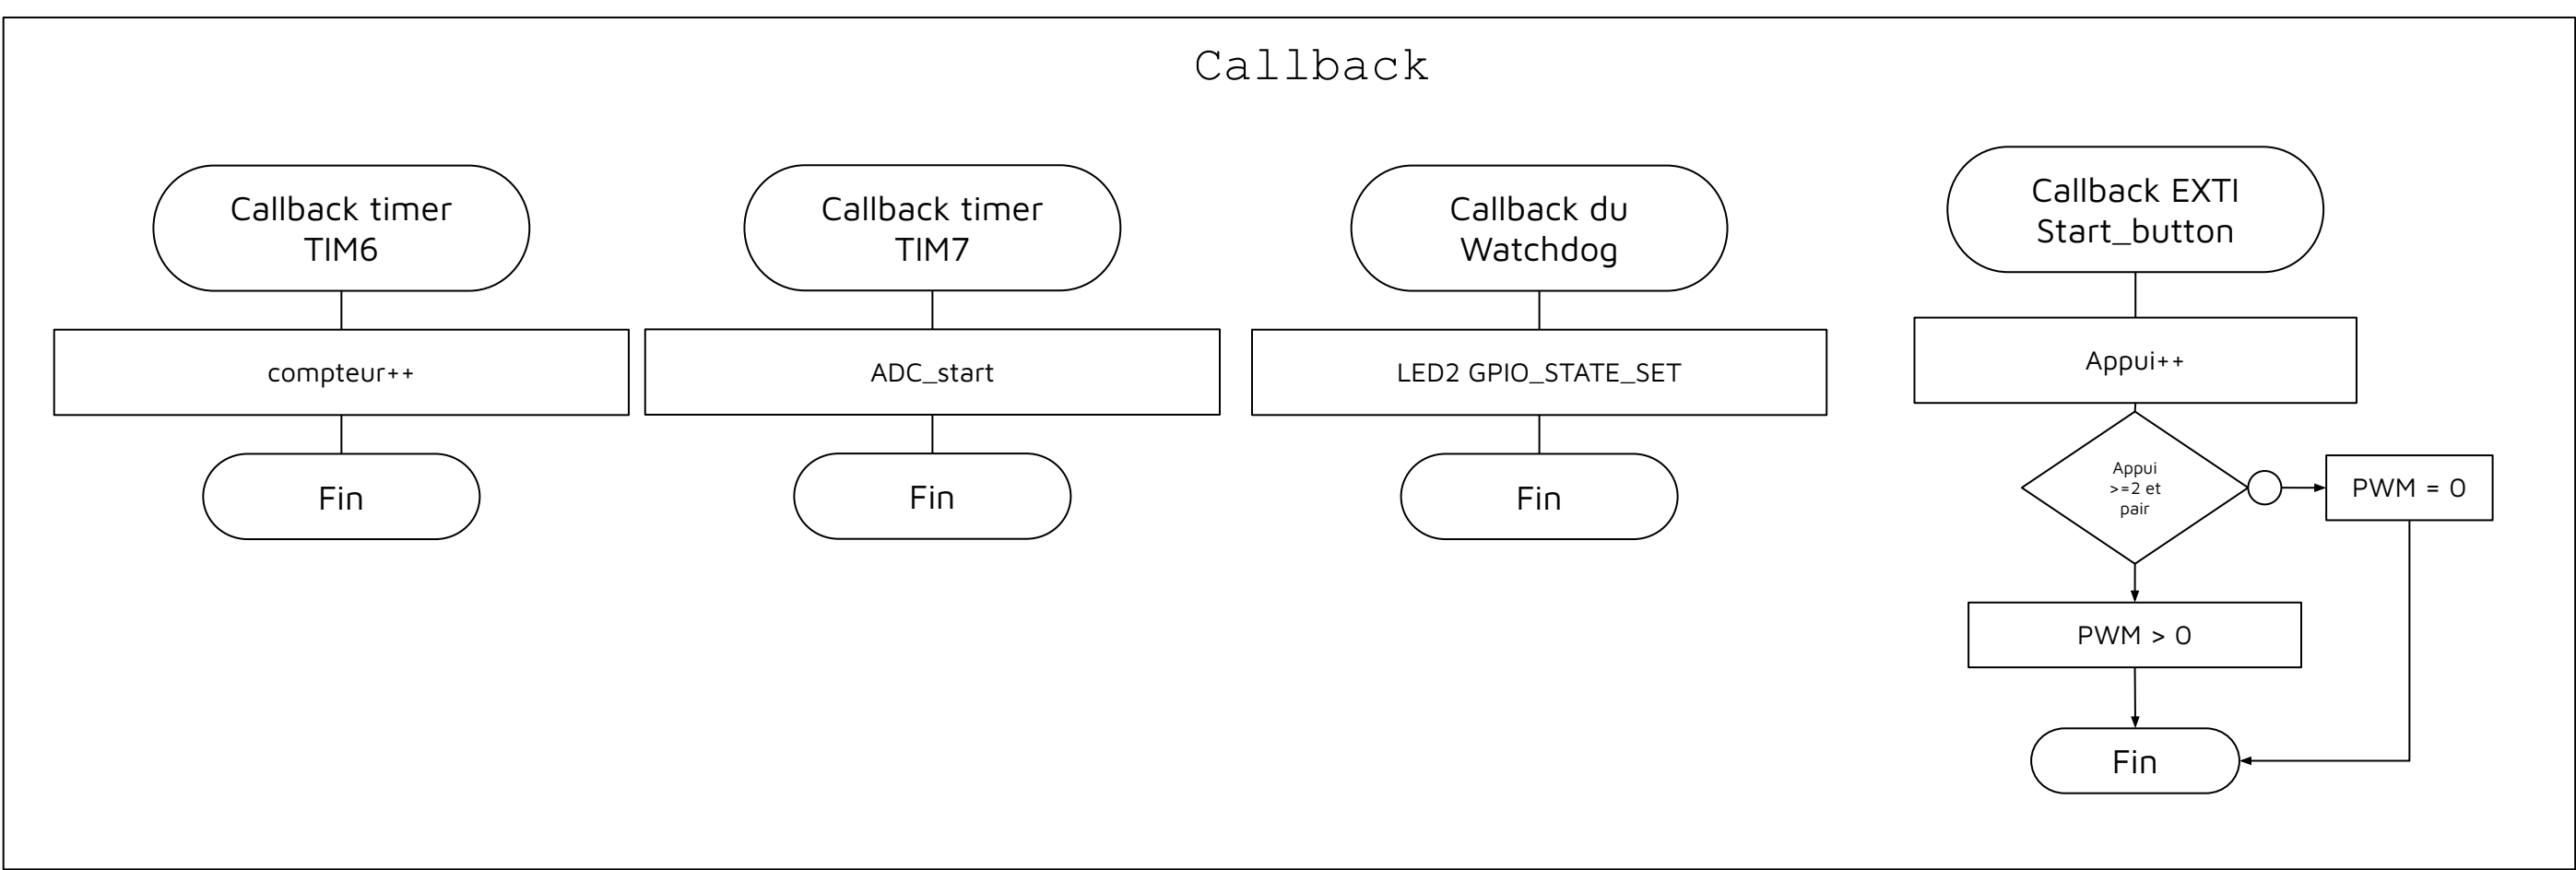 Callback
Callback timer
TIM6
compteur++
Fin
Callback timer
TIM7
ADC_start
Fin
Callback du
Watchdog
LED2 GPIO_STATE_SET
Fin
Callback EXTI
Start_button
Appui++
Appui
>=2 et
pair
PWM = 0
PWM > 0
Fin